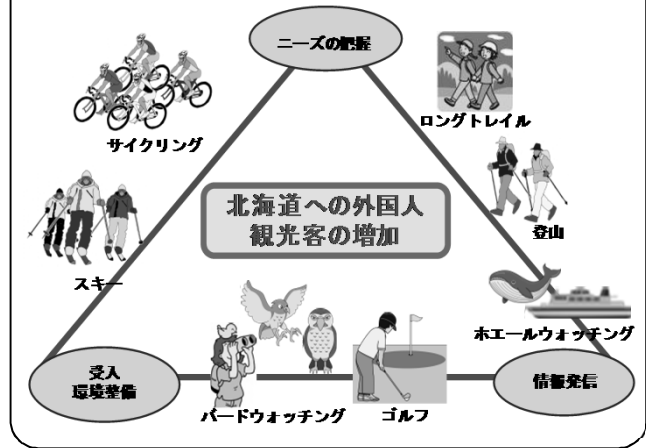 ニーズの把握
ロングトレイル
サイクリング
北海道への外国人
観光客の増加
登山
スキー
ホエールウォッチング
受入
環境整備
情報発信
バードウォッチング
ゴルフ